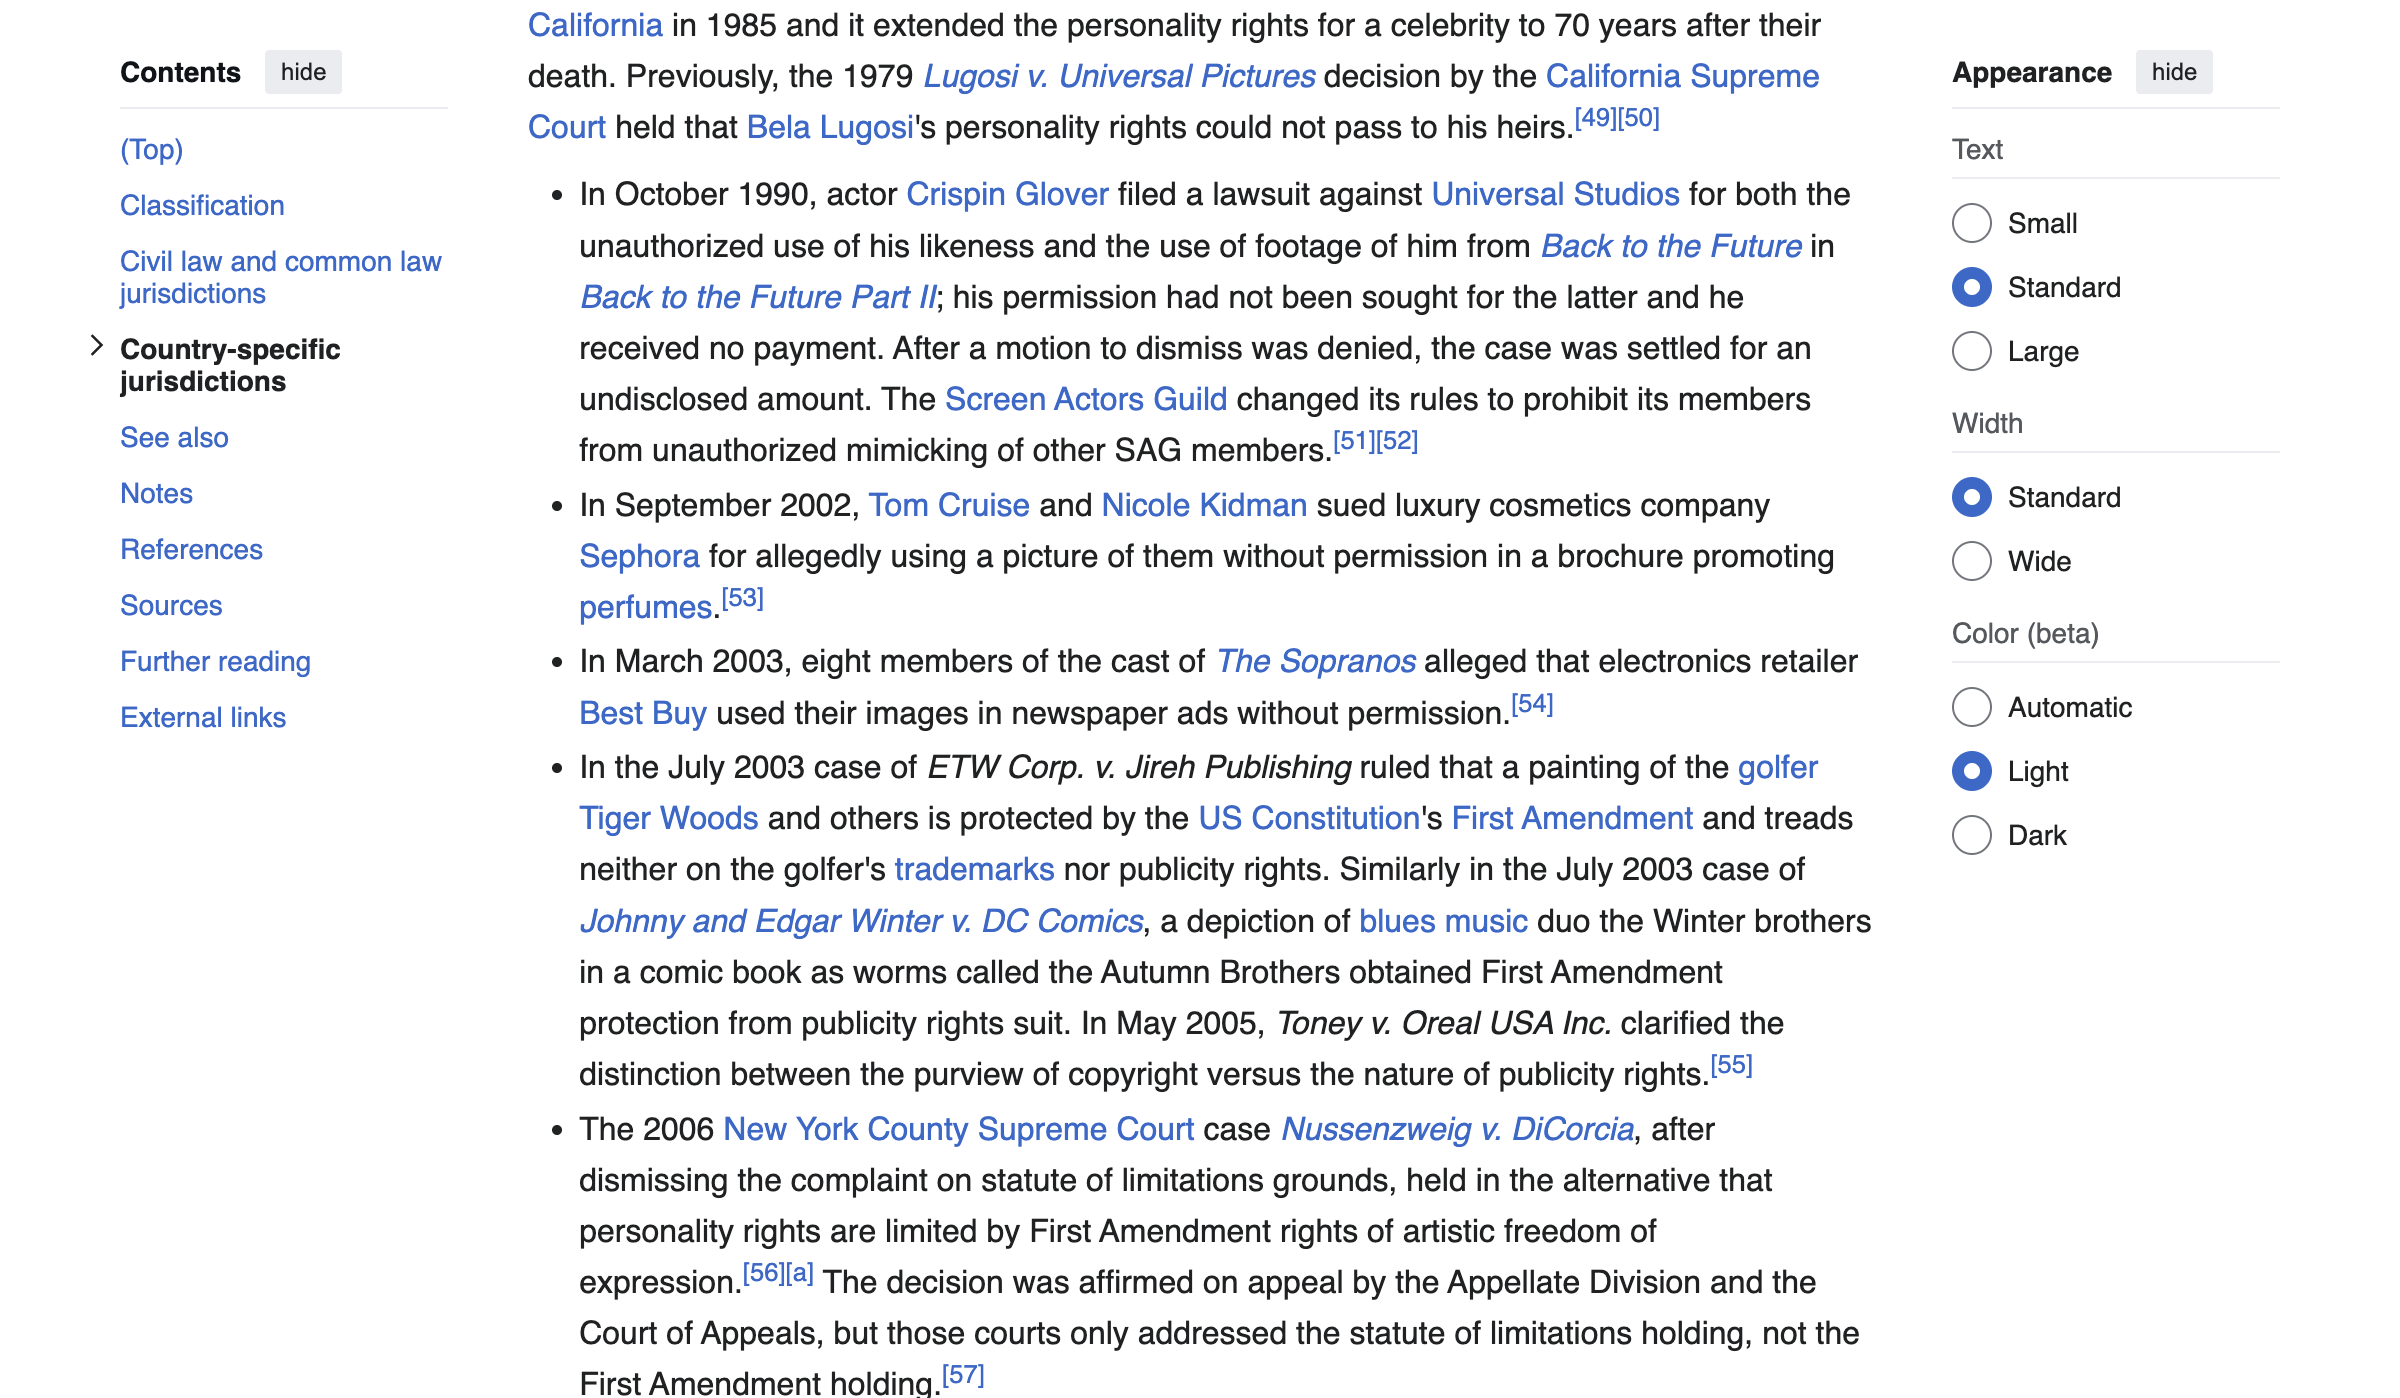 Contents hide
(Top)
Classification
Civil law and common law
jurisdictions
Country-specific
jurisdictions
See also
Notes
References
Sources
Further reading
External links
California in 1985 and it extended the personality rights for a celebrity to 70 years after their
death. Previously, the 1979 Lugosi v. Universal Pictures decision by the California Supreme
Court held that Bela Lugosi's personality rights could not pass to his heirs.[49][50]
• In October 1990, actor Crispin Glover filed a lawsuit against Universal Studios for both the
unauthorized use of his likeness and the use of footage of him from Back to the Future in
Back to the Future Part II; his permission had not been sought for the latter and he
received no payment. After a motion to dismiss was denied, the case was settled for an
undisclosed amount. The Screen Actors Guild changed its rules to prohibit its members
from unauthorized mimicking of other SAG members.[51][52]
• In September 2002, Tom Cruise and Nicole Kidman sued luxury cosmetics company
Sephora for allegedly using a picture of them without permission in a brochure promoting
perfumes.[53]
• In March 2003, eight members of the cast of The Sopranos alleged that electronics retailer
Best Buy used their images in newspaper ads without permission.[54]
• In the July 2003 case of ETW Corp. v. Jireh Publishing ruled that a painting of the golfer
Tiger Woods and others is protected by the US Constitution's First Amendment and treads
neither on the golfer's trademarks nor publicity rights. Similarly in the July 2003 case of
Johnny and Edgar Winter v. DC Comics, a depiction of blues music duo the Winter brothers
in a comic book as worms called the Autumn Brothers obtained First Amendment
protection from publicity rights suit. In May 2005, Toney v. Oreal USA Inc. clarified the
distinction between the purview of copyright versus the nature of publicity rights.[55]
• The 2006 New York County Supreme Court case Nussenzweig v. DiCorcia, after
dismissing the complaint on statute of limitations grounds, held in the alternative that
personality rights are limited by First Amendment rights of artistic freedom of
expression.[56][a] The decision was affirmed on appeal by the Appellate Division and the
Court of Appeals, but those courts only addressed the statute of limitations holding, not the
First Amendment holding.[57]
Appearance hide
Text
Small
Standard
Large
Width
Standard
Wide
Color (beta)
Automatic
Light
Dark